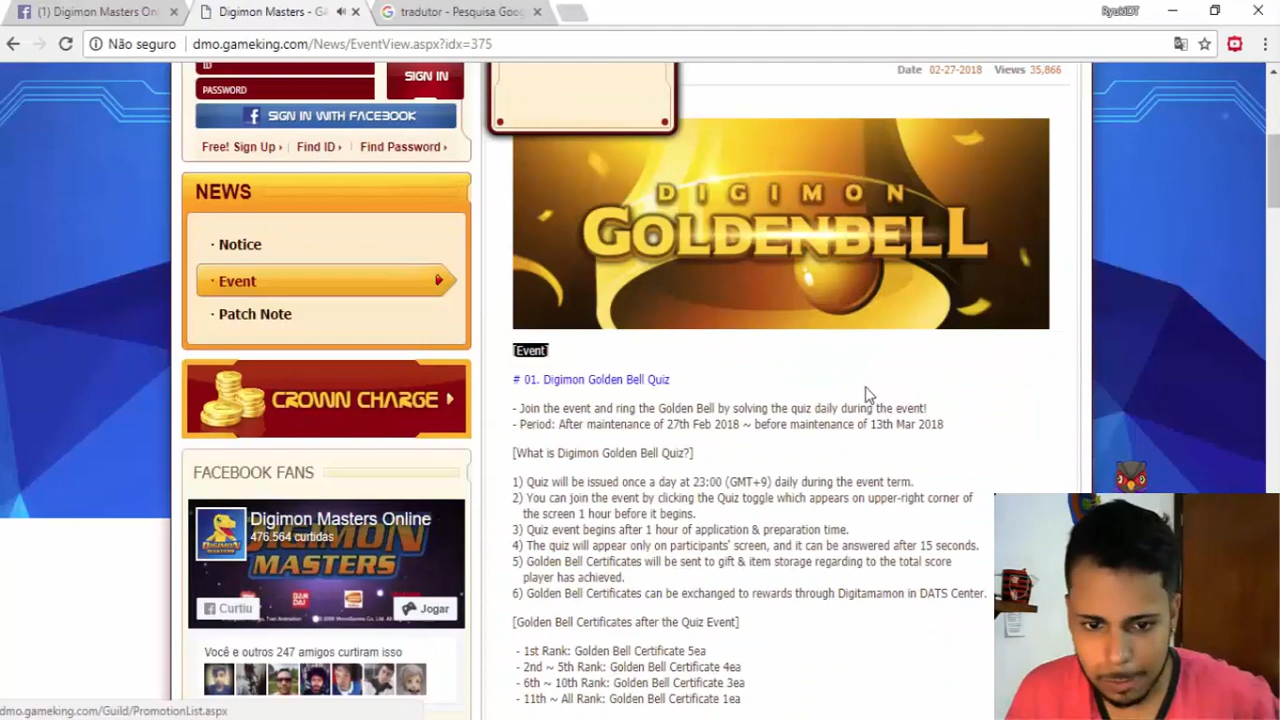 (1) Digimon Masters On
Digimon Masters - GA
tradutor - Pesquisa Goog
RyukiDT
Não seguro
dmo.gameking.com/News/EventView.aspx?idx=375
ID
PASSWORD
SIGN IN
SIGN IN WITH FACEBOOK
Free! Sign Up
Find ID
Find Password
NEWS
· Notice
· Event
· Patch Note
CROWN CHARGE
FACEBOOK FANS
Digimon Masters Online
476.564 curtidas
DIGIMON
MASTERS
BAN
DAI
Curtiu
Jogar
Você e outros 247 amigos curtiram isso
dmo.gameking.com/Guild/PromotionList.aspx
Date 02-27-2018 Views 35,866
DIGIMON
GOLDENBELL
[Event]
# 01. Digimon Golden Bell Quiz
- Join the event and ring the Golden Bell by solving the quiz daily during the event!
- Period: After maintenance of 27th Feb 2018 ~ before maintenance of 13th Mar 2018
[What is Digimon Golden Bell Quiz?]
1) Quiz will be issued once a day at 23:00 (GMT+9) daily during the event term.
2) You can join the event by clicking the Quiz toggle which appears on upper-right corner of
the screen 1 hour before it begins.
3) Quiz event begins after 1 hour of application & preparation time.
4) The quiz will appear only on participants' screen, and it can be answered after 15 seconds.
5) Golden Bell Certificates will be sent to gift & item storage regarding to the total score
player has achieved.
6) Golden Bell Certificates can be exchanged to rewards through Digitamamon in DATS Center.
[Golden Bell Certificates after the Quiz Event]
- 1st Rank: Golden Bell Certificate 5ea
- 2nd ~ 5th Rank: Golden Bell Certificate 4ea
- 6th ~ 10th Rank: Golden Bell Certificate 3ea
- 11th ~ All Rank: Golden Bell Certificate 1ea